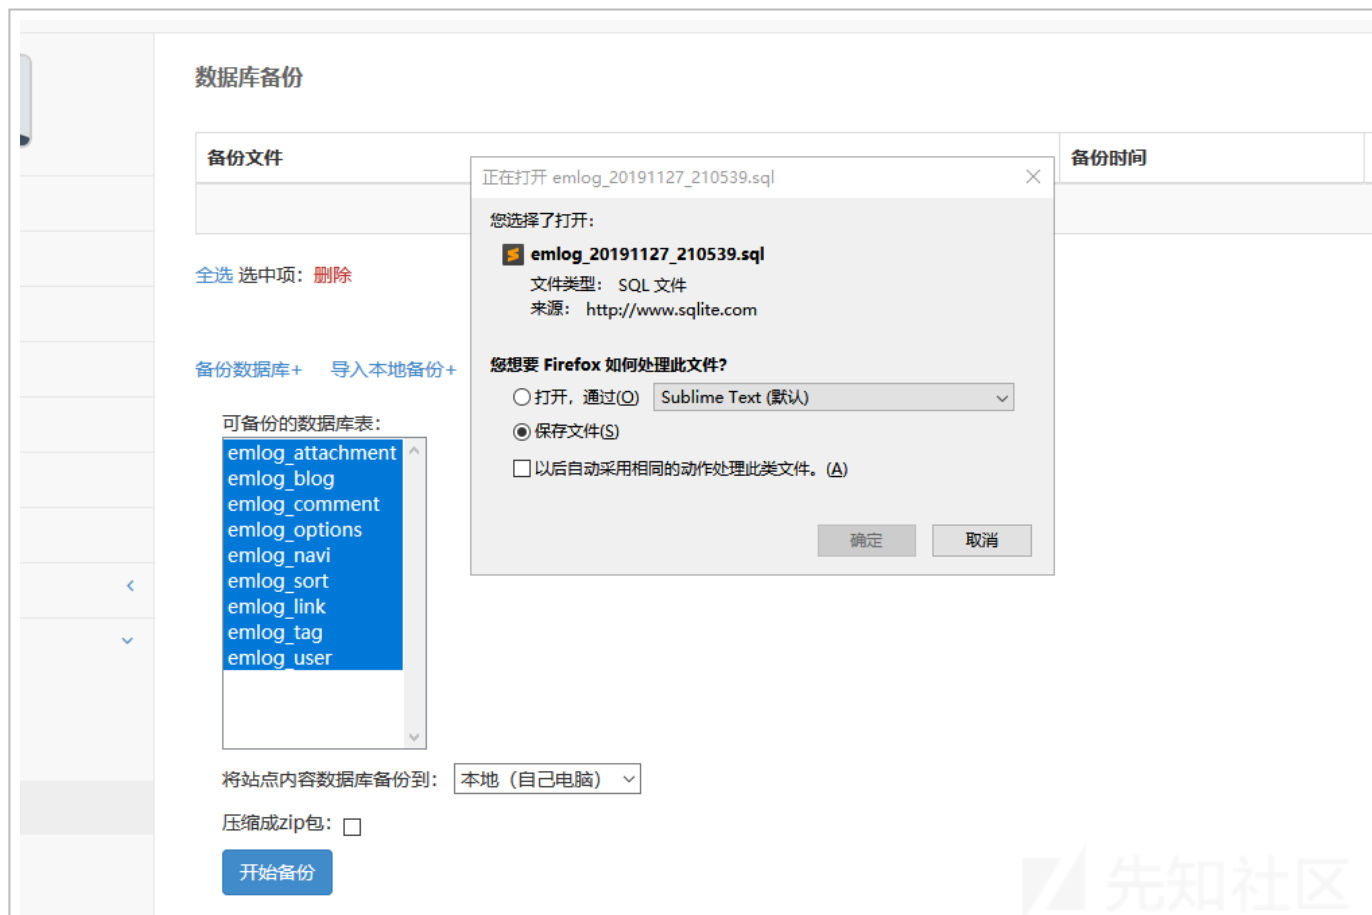 数据库备份
备份文件
备份时间
正在打开 emlog_20191127_210539.sql
您选择了打开:
emlog_20191127_210539.sql
文件类型: SQL 文件
来源: http://www.sqlite.com
您想要 Firefox 如何处理此文件?
打开，通过(O) Sublime Text (默认)
保存文件(S)
以后自动采用相同的动作处理此类文件。(A)
确定 取消
全选 选中项：删除
备份数据库+ 导入本地备份+
可备份的数据库表：
emlog_attachment
emlog_blog
emlog_comment
emlog_options
emlog_navi
emlog_sort
emlog_link
emlog_tag
emlog_user
将站点内容数据库备份到： 本地（自己电脑）
压缩成zip包：
开始备份
先知社区